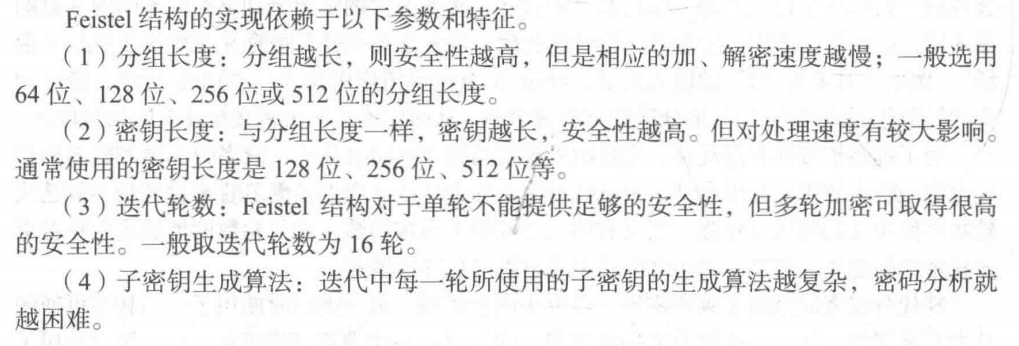 Feistel 结构的实现依赖于以下参数和特征。
（1）分组长度：分组越长，则安全性越高，但是相应的加、解密速度越慢；一般选用
64 位、128 位、256 位或 512 位的分组长度。
（2）密钥长度：与分组长度一样，密钥越长，安全性越高。但对处理速度有较大影响。
通常使用的密钥长度是 128 位、256 位、512 位等。
（3）迭代轮数：Feistel 结构对于单轮不能提供足够的安全性，但多轮加密可取得很高
的安全性。一般取迭代轮数为 16 轮。
（4）子密钥生成算法：迭代中每一轮所使用的子密钥的生成算法越复杂，密码分析就
越困难。